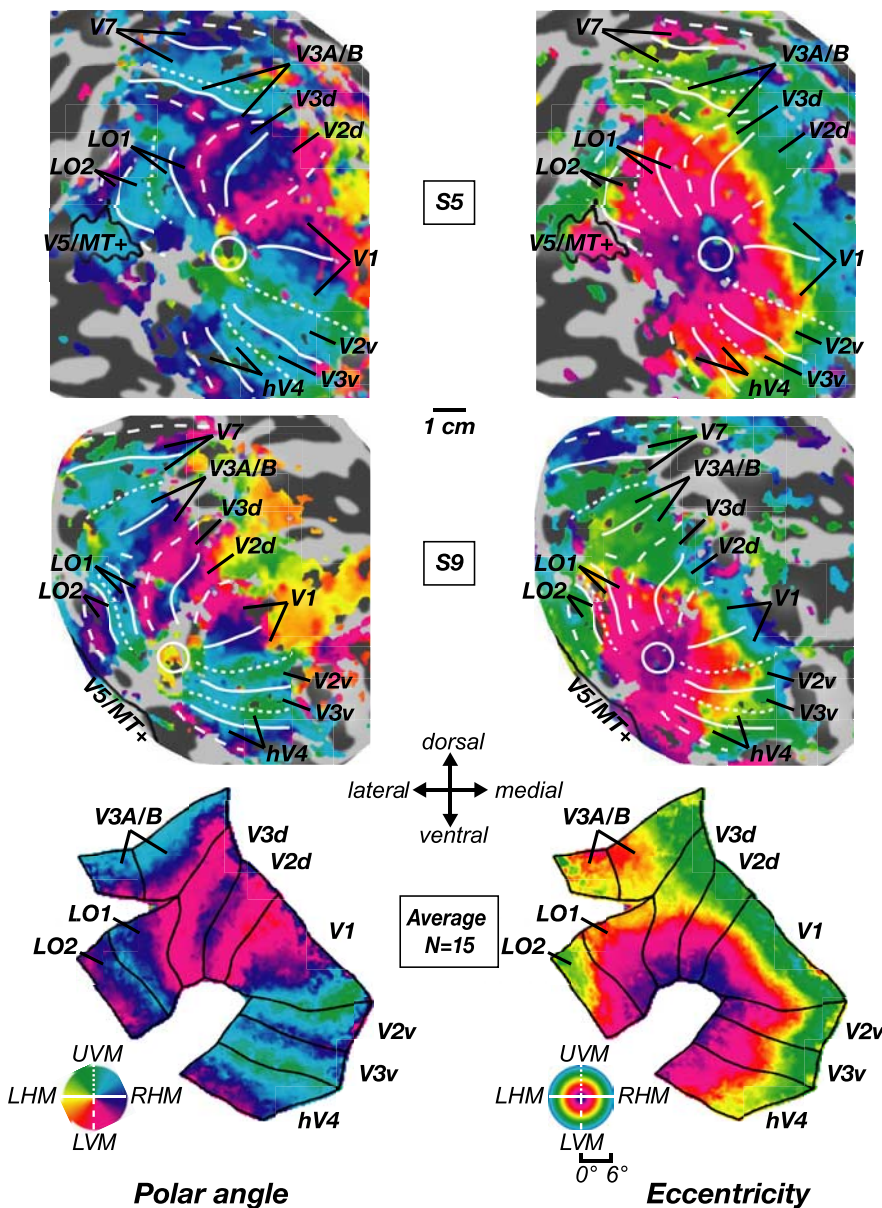 V7
V3A/B
V3d
V2d
LO1
LO2
V5/MT+
V1
V2v
V3v
hV4
S5
V7
V3A/B
V3d
V2d
LO1
LO2
V5/MT+
V1
V2v
V3v
hV4
1 cm
V7
V3A/B
V3d
V2d
LO1
LO2
V1
V5/MT+
V2v
V3v
hV4
S9
V7
V3A/B
V3d
V2d
LO1
LO2
V1
V5/MT+
V2v
V3v
hV4
dorsal
lateral medial
ventral
V3A/B
V3d
V2d
LO1
LO2
V1
V2v
V3v
hV4
UVM
LHM RHM
LVM
Average
N=15
V3A/B
V3d
V2d
LO1
LO2
V1
V2v
V3v
hV4
UVM
LHM RHM
LVM
0° 6°
Polar angle
Eccentricity